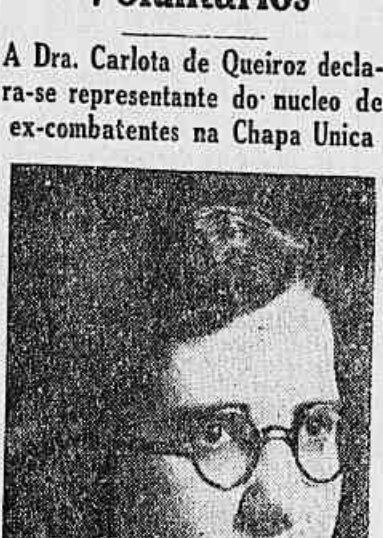 A Dra. Carlota de Queiroz decla-
ra-se representante do nucleo de
ex-combatentes na Chapa Unica